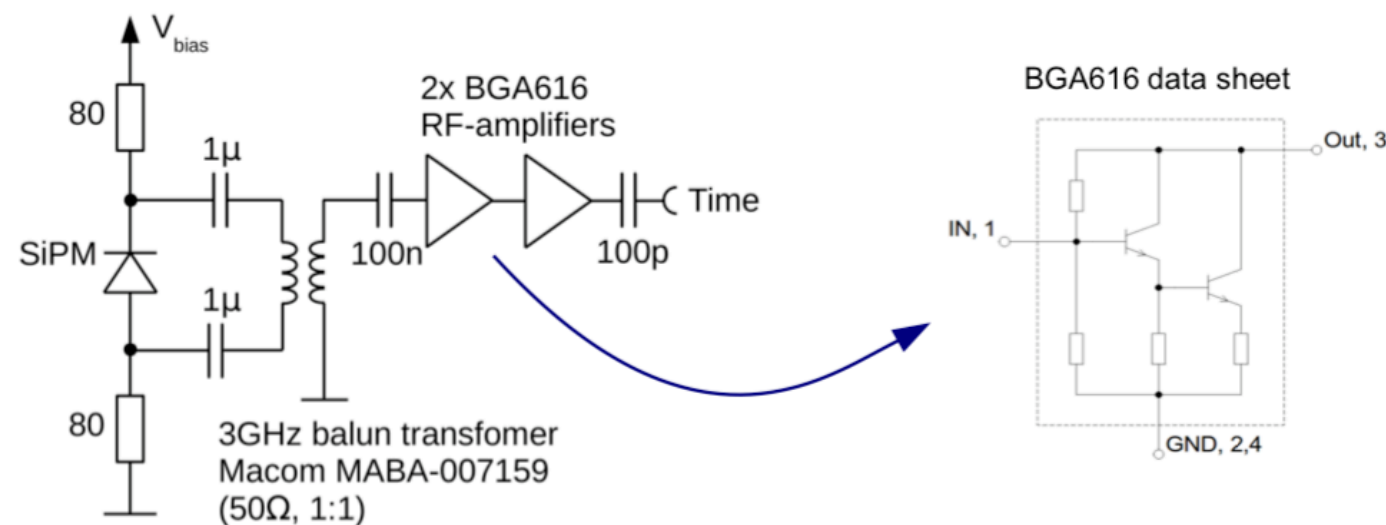 V bias
80
1µ
SiPM
1µ
80
2x BGA616
RF-amplifiers
100n
100p
Time
3GHz balun transfomer
Macom MABA-007159
(50Ω, 1:1)
BGA616 data sheet
Out, 3
IN, 1
GND, 2,4